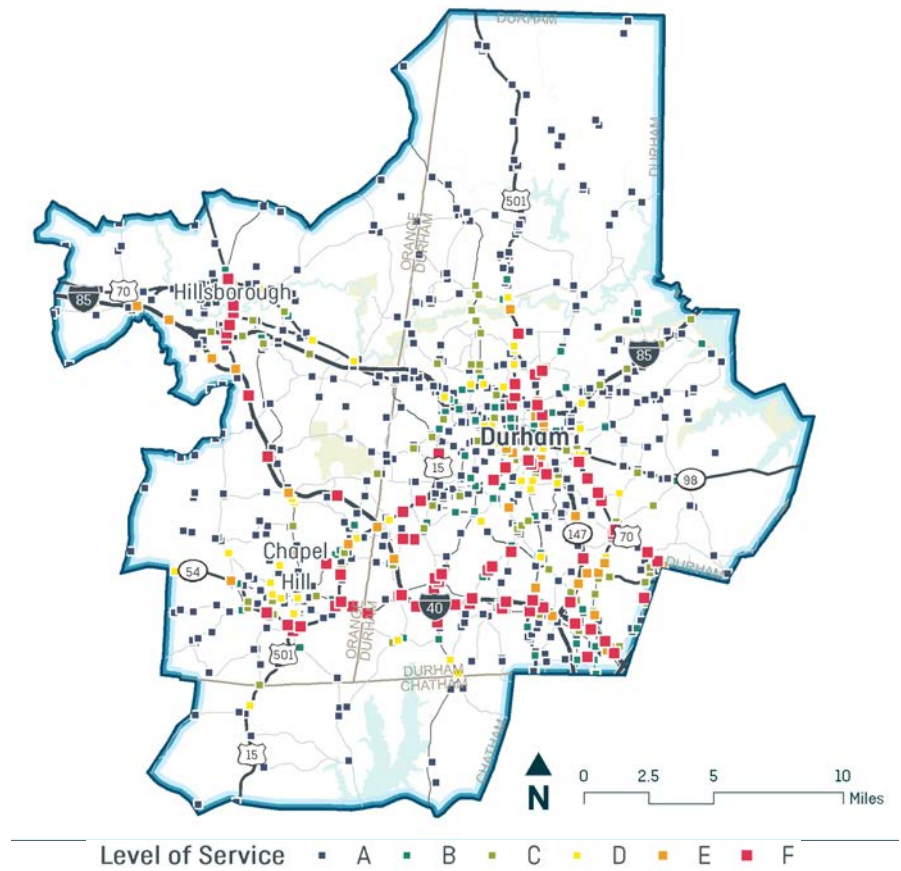 DURHAM
DURHAM
501
ORANGE
DURHAM
70
85
Hillsborough
85
Durham
15
98
147
70
DURHAM
Chapel
Hill
54
40
ORANGE
DURHAM
501
DURHAM
CHATHAM
15
CHATHAM
N
0 2.5 5 10
Miles
Level of Service A B C D E F